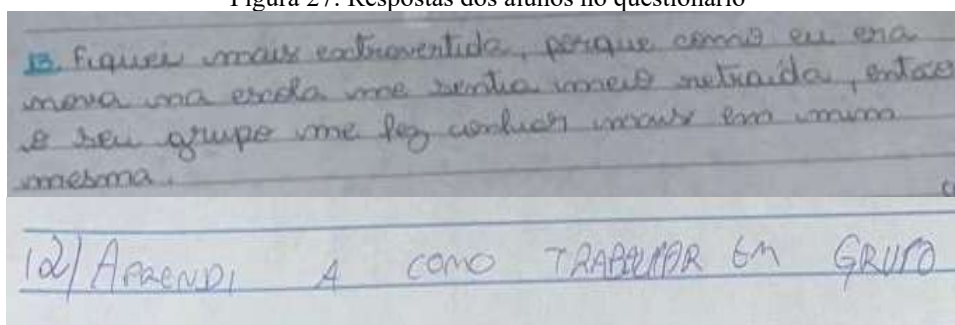 Figura 27: Respostas dos alunos no questionário
13. Fiquei mais extrovertida, porque como eu era
nova na escola me sentia meio retraída, então
o seu grupo me fez confiar mais em mim
mesma.
12) APRENDI A COMO TRABALHAR EM GRUPO